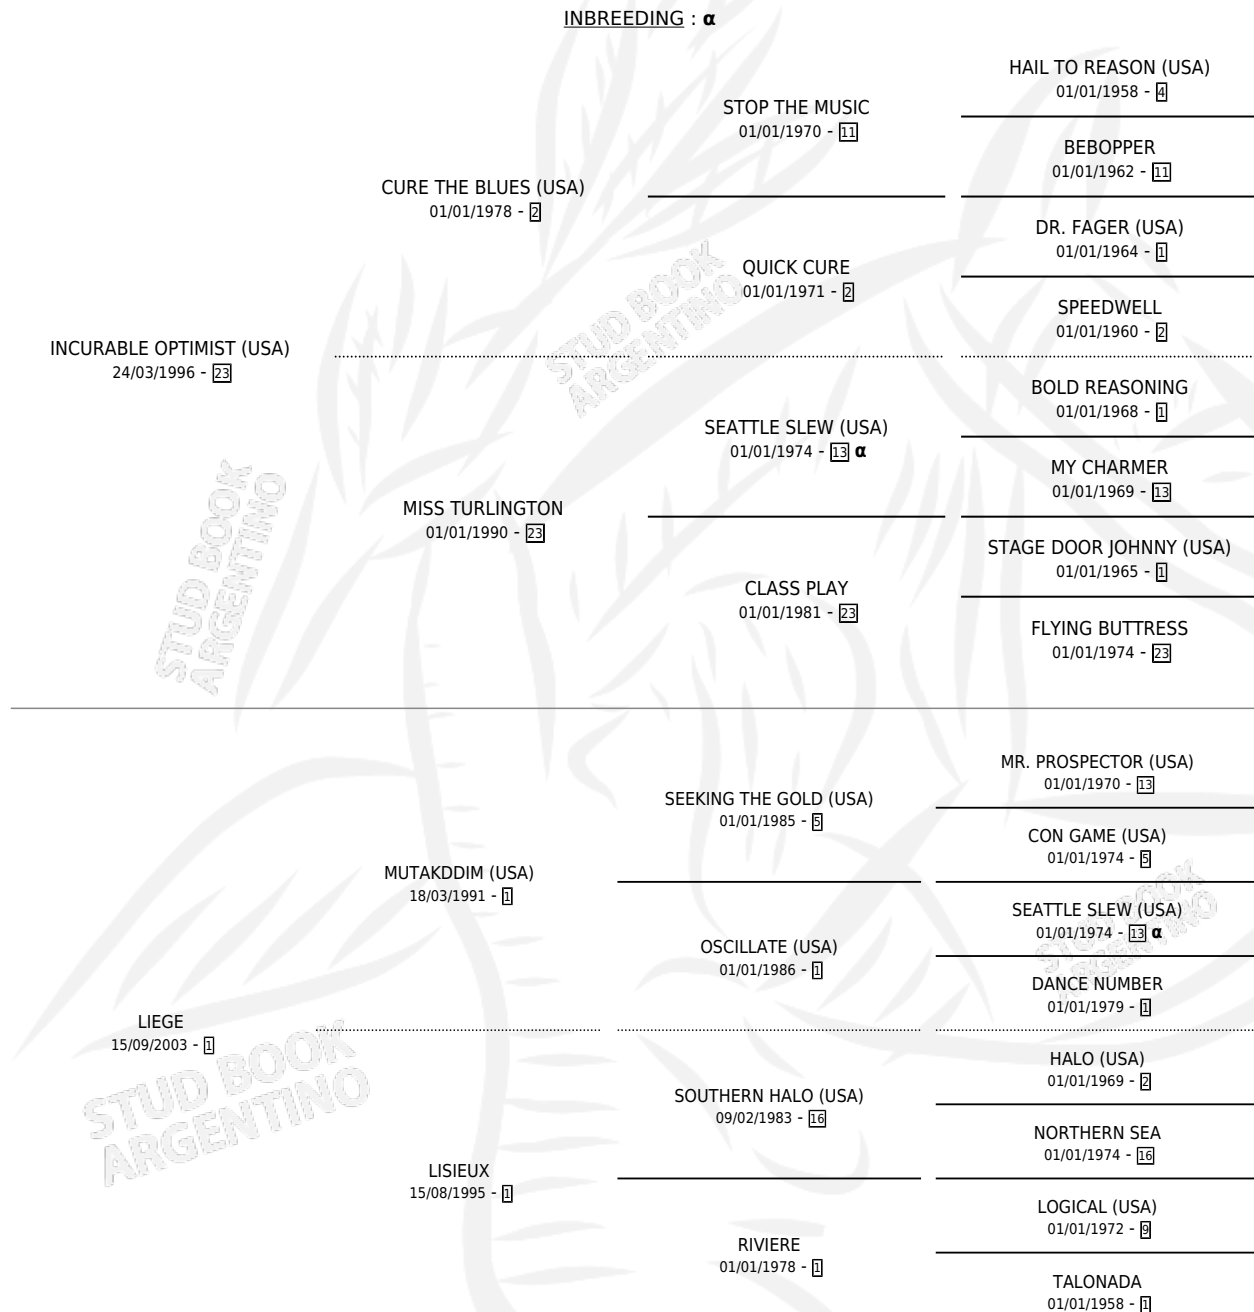 INBREEDING : α
HAIL TO REASON (USA)
01/01/1958 - 4
STOP THE MUSIC
01/01/1970 - 11
BEBOPPER
01/01/1962 - 11
CURE THE BLUES (USA)
01/01/1978 - 2
DR. FAGER (USA)
01/01/1964 - 1
QUICK CURE
01/01/1971 - 2
SPEEDWELL
01/01/1960 - 2
INCURABLE OPTIMIST (USA)
24/03/1996 - 23
BOLD REASONING
01/01/1968 - 1
SEATTLE SLEW (USA)
01/01/1974 - 13 α
MY CHARMER
01/01/1969 - 13
MISS TURLINGTON
01/01/1990 - 23
STAGE DOOR JOHNNY (USA)
01/01/1965 - 1
CLASS PLAY
01/01/1981 - 23
FLYING BUTTRESS
01/01/1974 - 23
MR. PROSPECTOR (USA)
01/01/1970 - 13
SEEKING THE GOLD (USA)
01/01/1985 - 5
CON GAME (USA)
01/01/1974 - 5
MUTAKDDIM (USA)
18/03/1991 - 1
SEATTLE SLEW (USA)
01/01/1974 - 13 α
OSCILLATE (USA)
01/01/1986 - 1
DANCE NUMBER
01/01/1979 - 1
LIEGE
15/09/2003 - 1
HALO (USA)
01/01/1969 - 2
SOUTHERN HALO (USA)
09/02/1983 - 16
NORTHERN SEA
01/01/1974 - 16
LISIEUX
15/08/1995 - 1
LOGICAL (USA)
01/01/1972 - 9
RIVIERE
01/01/1978 - 1
TALONADA
01/01/1958 - 1
STUD BOOK
ARGENTINO
STUD BOOK
ARGENTINO
STUD BOOK
ARGENTINO
STUD BOOK
ARGENTINO